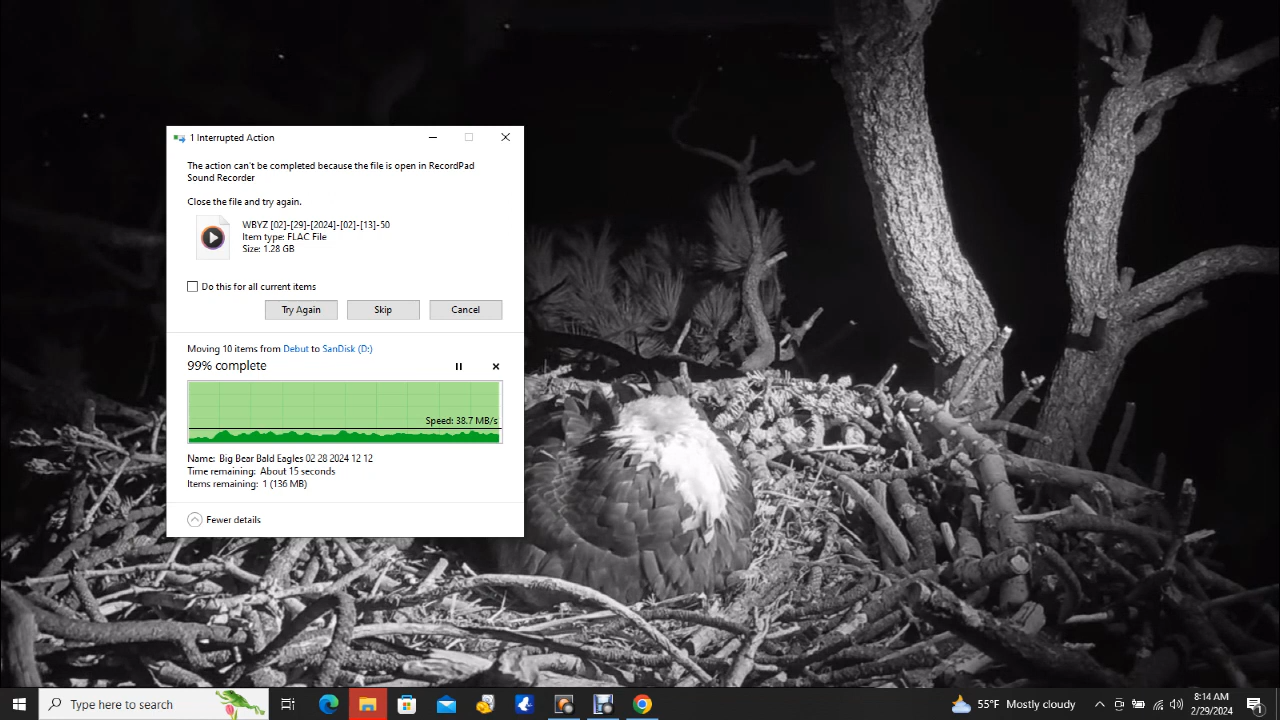 1 Interrupted Action
The action can't be completed because the file is open in RecordPad
Sound Recorder
Close the file and try again.
WBYZ [02]-[29]-[2024]-[02]-[13]-50
Item type: FLAC File
Size: 1.28 GB
Do this for all current items
Try Again Skip Cancel
Moving 10 items from Debut to SanDisk (D:)
99% complete
Speed: 38.7 MB/s
Name: Big Bear Bald Eagles 02 28 2024 12 12
Time remaining: About 15 seconds
Items remaining: 1 (136 MB)
Fewer details
Type here to search
55°F Mostly cloudy
8:14 AM
2/29/2024
1